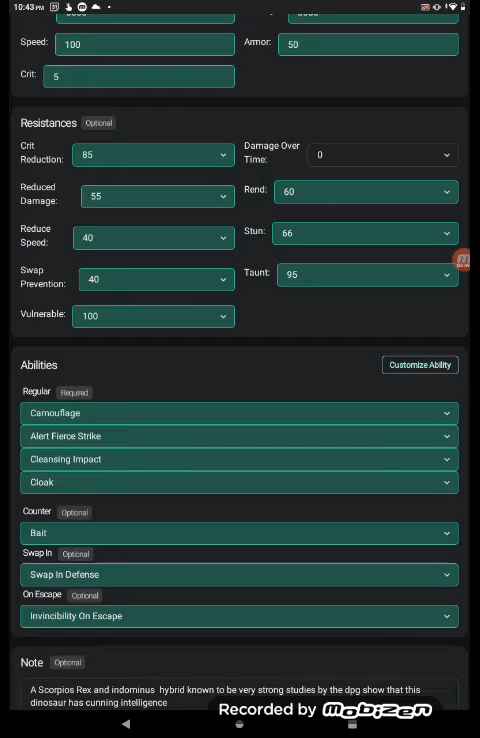 10:43 PM 31
Speed: 100 Armor: 50
Crit: 5
Resistances Optional
Crit Reduction: 85 Damage Over Time: 0
Reduced Damage: 55 Rend: 60
Reduce Speed: 40 Stun: 66
Swap Prevention: 40 Taunt: 95
Vulnerable: 100
Abilities Customize Ability
Regular Required
Camouflage
Alert Fierce Strike
Cleansing Impact
Cloak
Counter Optional
Bait
Swap In Optional
Swap In Defense
On Escape Optional
Invincibility On Escape
Note Optional
A Scorpios Rex and indominus hybrid known to be very strong studies by the dpg show that this
dinosaur has cunning intelligence
Recorded by mobizen